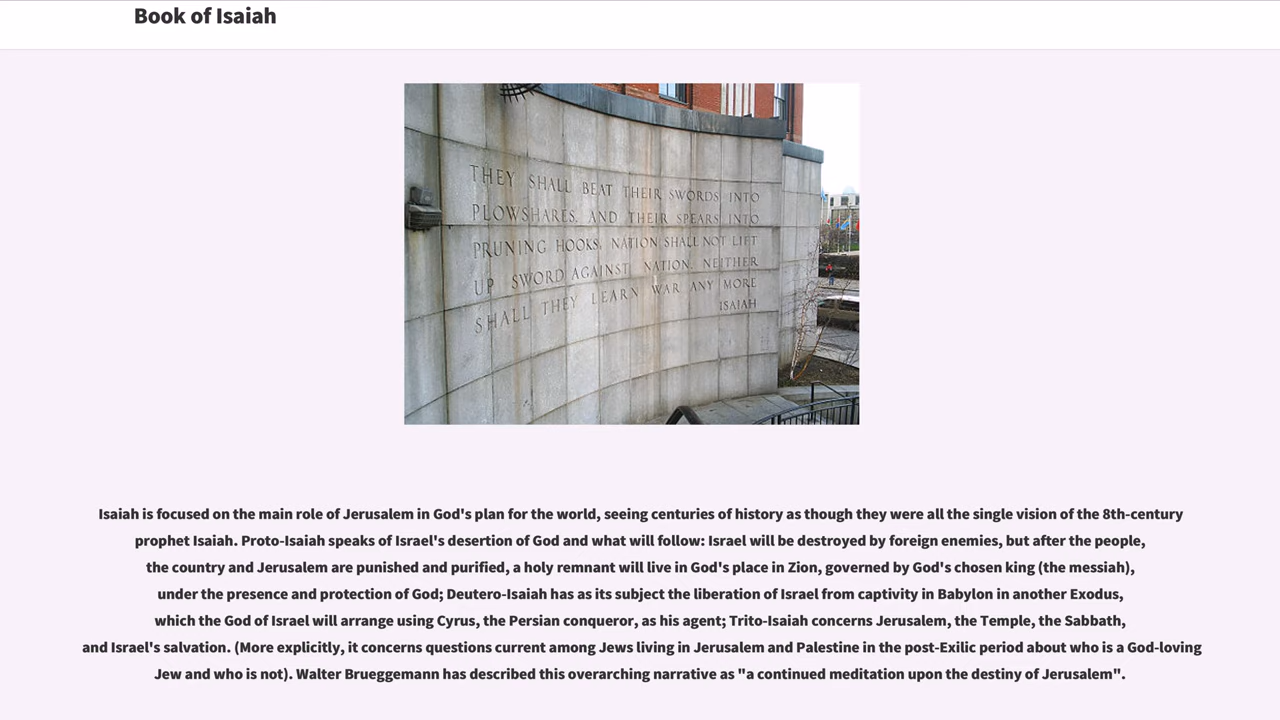 Book of Isaiah
THEY SHALL BEAT THEIR SWORDS INTO
PLOWSHARES. AND THEIR SPEARS INTO
PRUNING HOOKS. NATION SHALL NOT LIFT
UP SWORD AGAINST NATION. NEITHER
SHALL THEY LEARN WAR ANY MORE
ISAIAH
Isaiah is focused on the main role of Jerusalem in God's plan for the world, seeing centuries of history as though they were all the single vision of the 8th-century
prophet Isaiah. Proto-Isaiah speaks of Israel's desertion of God and what will follow: Israel will be destroyed by foreign enemies, but after the people,
the country and Jerusalem are punished and purified, a holy remnant will live in God's place in Zion, governed by God's chosen king (the messiah),
under the presence and protection of God; Deutero-Isaiah has as its subject the liberation of Israel from captivity in Babylon in another Exodus,
which the God of Israel will arrange using Cyrus, the Persian conqueror, as his agent; Trito-Isaiah concerns Jerusalem, the Temple, the Sabbath,
and Israel's salvation. (More explicitly, it concerns questions current among Jews living in Jerusalem and Palestine in the post-Exilic period about who is a God-loving
Jew and who is not). Walter Brueggemann has described this overarching narrative as "a continued meditation upon the destiny of Jerusalem".